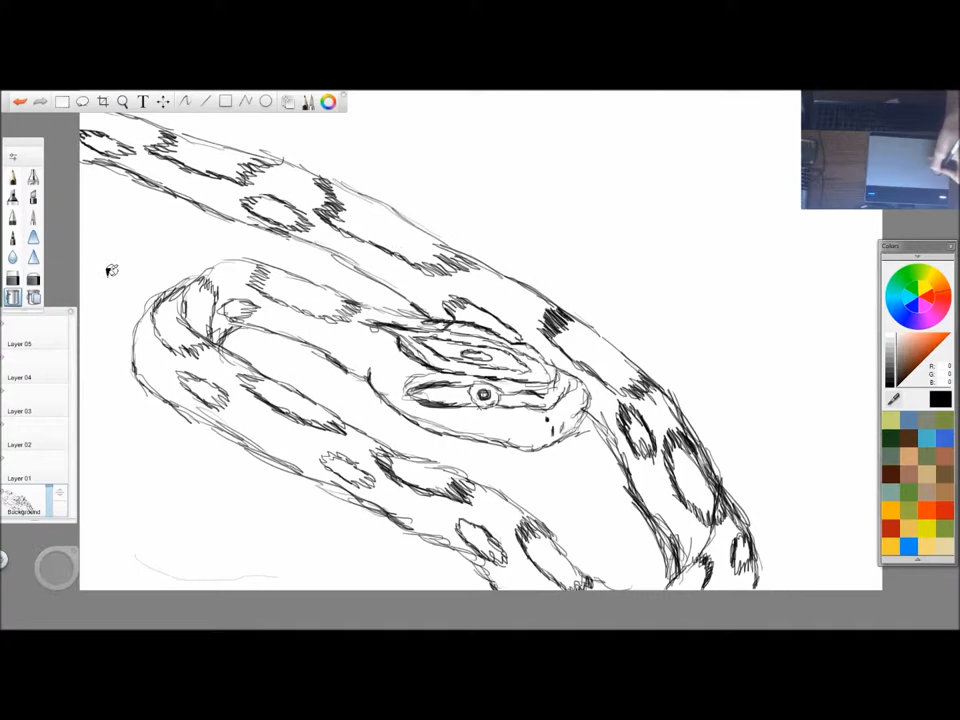 T
Colors
Layer 05
Layer 04
R: 0
G: 0
B: 0
Layer 03
Layer 02
Layer 01
Background